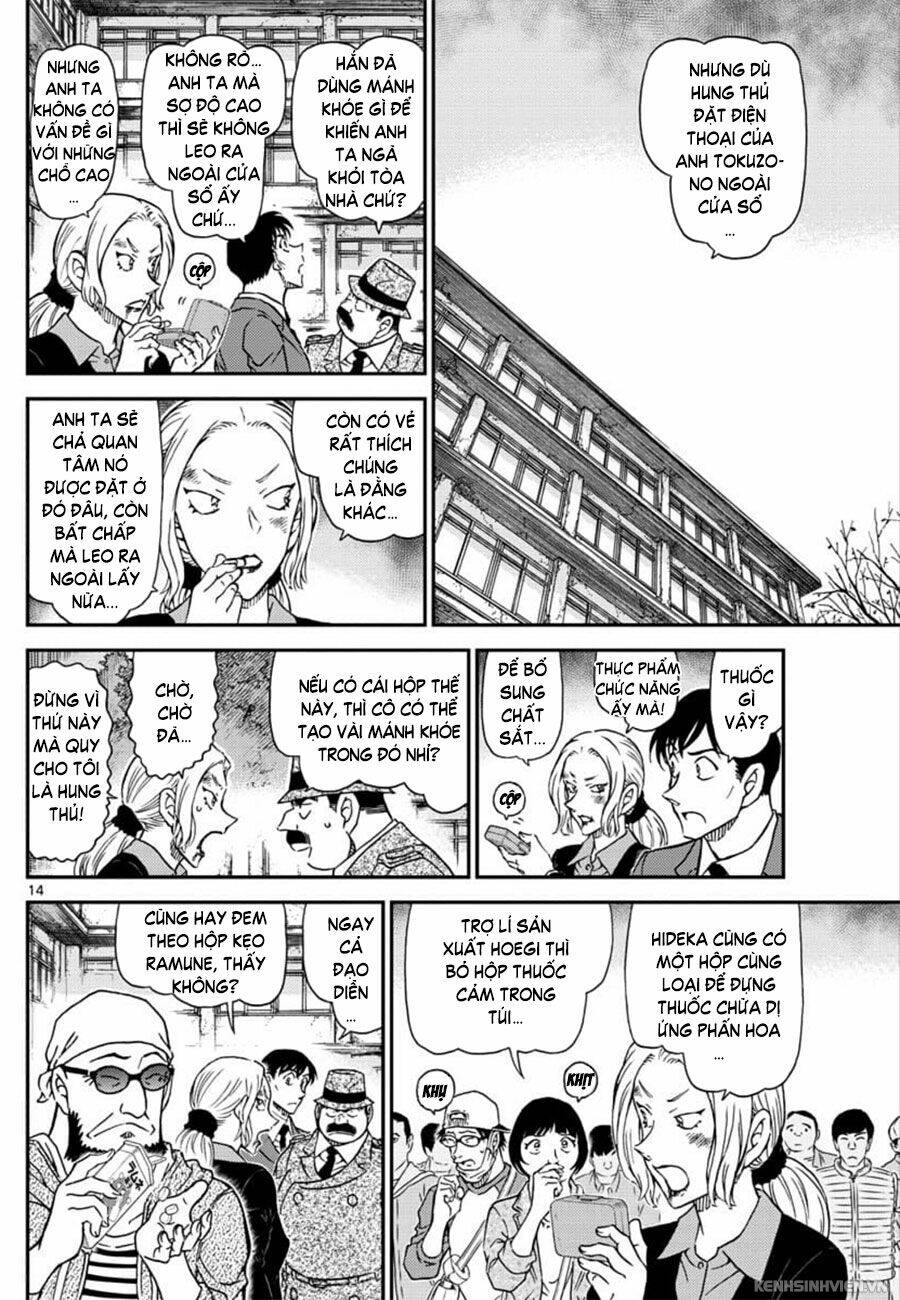 NHƯNG DÙ
HUNG THỦ
ĐẶT ĐIỆN
THOẠI CỦA
ANH TOKUZO-
NO NGOÀI
CỬA SỔ
...
HẮN ĐÃ
DÙNG MÁNH
KHÓE GÌ ĐỂ
KHIẾN ANH
TA NGÃ
KHỎI TÒA
NHÀ CHỨ?
KHÔNG RÕ...
ANH TA MÀ
SỢ ĐỘ CAO
THÌ SẼ KHÔNG
LEO RA
NGOÀI CỬA
SỔ ẤY
CHỨ...
NHƯNG
ANH TA
KHÔNG CÓ
VẤN ĐỀ GÌ
VỚI NHỮNG
CHỖ CAO
...
CỘP
CÒN CÓ VẺ
RẤT THÍCH
CHÚNG
LÀ ĐẰNG
KHÁC...
ANH TA SẼ
CHẢ QUAN
TÂM NÓ
ĐƯỢC ĐẶT Ở
ĐÓ ĐÂU, CÒN
BẤT CHẤP
MÀ LEO RA
NGOÀI LẤY
NỮA...
THUỐC
GÌ
VẬY?
THỰC PHẨM
CHỨC NĂNG
ẤY MÀ!
ĐỂ BỔ
SUNG CHẤT
SẮT...
CỘP
NẾU CÓ CÁI HỘP THẾ
NÀY, THÌ CÔ CÓ THỂ
TẠO VÀI MÁNH KHÓE
TRONG ĐÓ NHỈ?
CHỜ,
CHỜ
ĐÃ...
ĐỪNG VÌ
THỨ NÀY
MÀ QUY
CHO TÔI
LÀ HUNG
THỦ!
14
HIDEKA CŨNG CÓ
MỘT HỘP CÙNG
LOẠI ĐỂ ĐỰNG
THUỐC CHỮA DỊ
ỨNG PHẤN HOA
...
TRỢ LÍ SẢN
XUẤT HOEGI THÌ
BỎ HỘP THUỐC
CẢM TRONG
TÚI...
KHỤ
KHỊT
NGAY
CẢ
ĐẠO
DIỄN
...
CŨNG HAY ĐEM
THEO HỘP KẸO
RAMUNE, THẤY
KHÔNG?
KENHSINHVIEN.VN